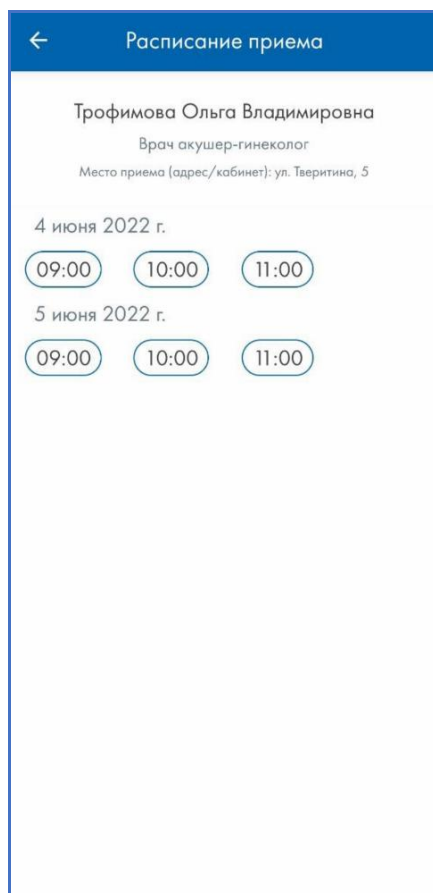 Расписание приема
Трофимова Ольга Владимировна
Врач акушер-гинеколог
Место приема (адрес/кабинет): ул. Тверитина, 5
4 июня 2022 г.
09:00 10:00 11:00
5 июня 2022 г.
09:00 10:00 11:00